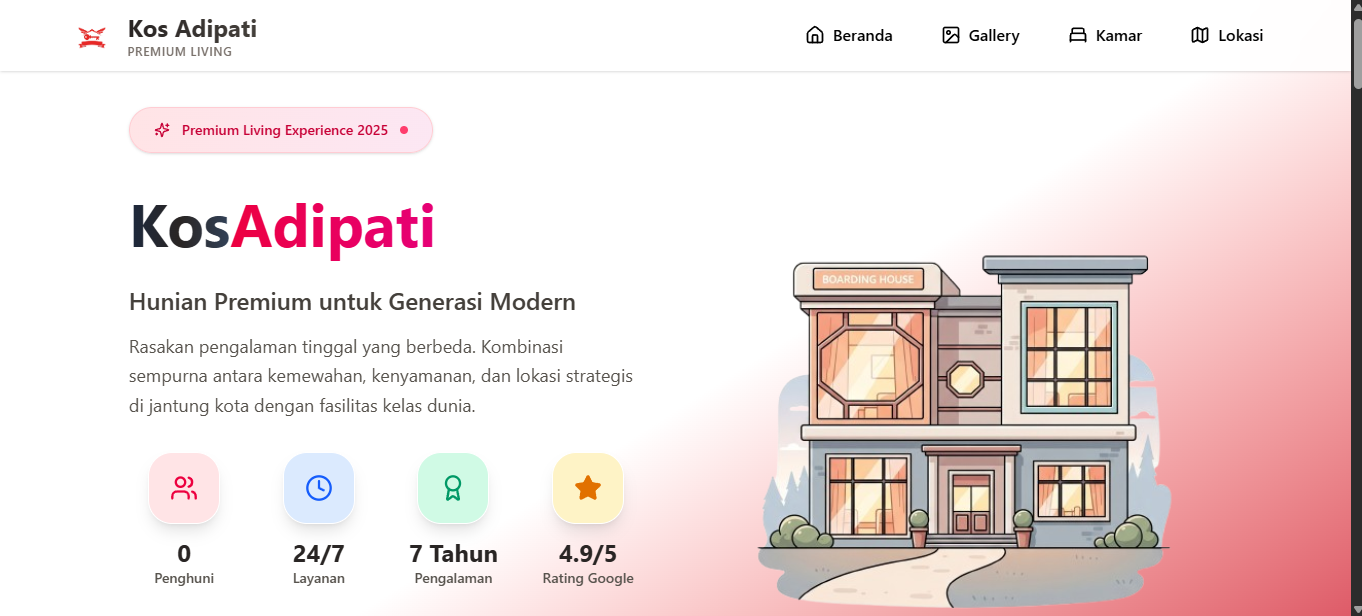 Kos Adipati
PREMIUM LIVING
Beranda
Gallery
Kamar
Lokasi
Premium Living Experience 2025
KosAdipati
Hunian Premium untuk Generasi Modern
Rasakan pengalaman tinggal yang berbeda. Kombinasi
sempurna antara kemewahan, kenyamanan, dan lokasi strategis
di jantung kota dengan fasilitas kelas dunia.
0
Penghuni
24/7
Layanan
7 Tahun
Pengalaman
4.9/5
Rating Google
BOARDING HOUSE